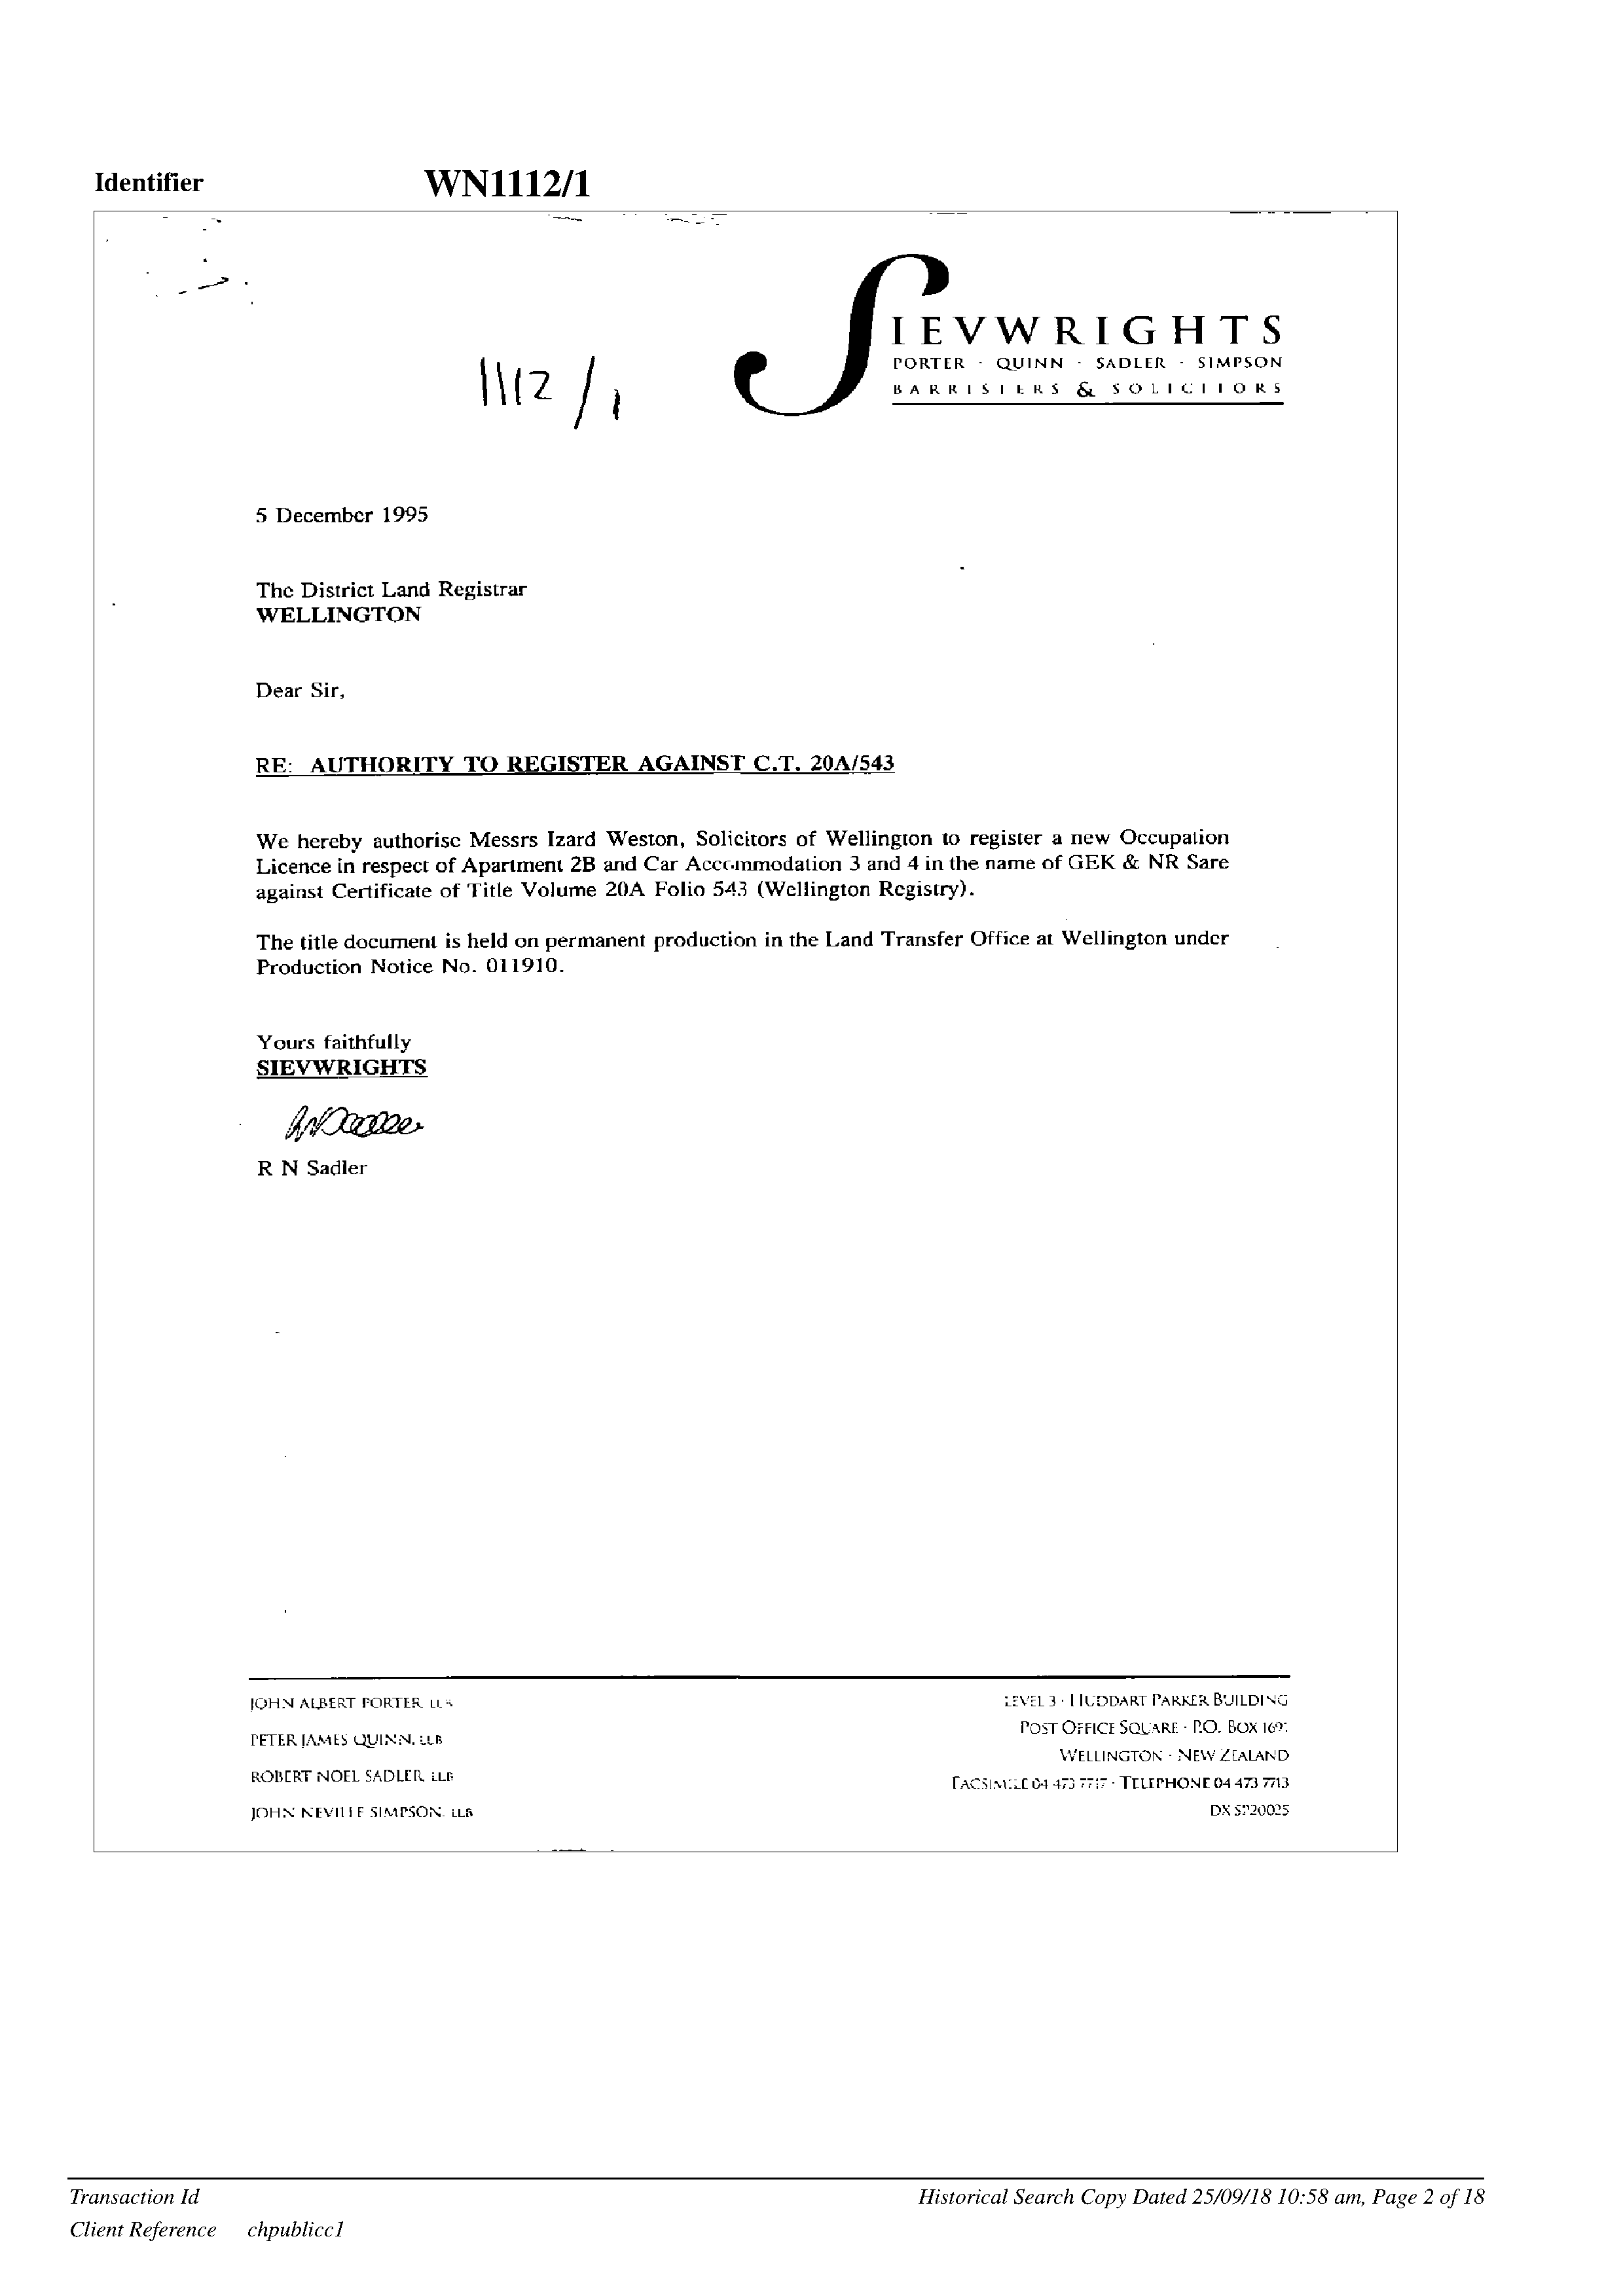 Identifier WN1112/1
SIEVWRIGHTS
PORTER · QUINN · SADLER · SIMPSON
BARRISTERS & SOLICITORS
1112/1
5 December 1995
The District Land Registrar
WELLINGTON
Dear Sir,
RE: AUTHORITY TO REGISTER AGAINST C.T. 20A/543
We hereby authorise Messrs Izard Weston, Solicitors of Wellington to register a new Occupation
Licence in respect of Apartment 2B and Car Accommodation 3 and 4 in the name of GEK & NR Sare
against Certificate of Title Volume 20A Folio 543 (Wellington Registry).
The title document is held on permanent production in the Land Transfer Office at Wellington under
Production Notice No. 011910.
Yours faithfully
SIEVWRIGHTS
R N Sadler
JOHN ALBERT PORTER, LLB
PETER JAMES QUINN, LLB
ROBERT NOEL SADLER, LLB
JOHN NEVILLE SIMPSON, LLB
LEVEL 3 · HUDDART PARKER BUILDING
POST OFFICE SQUARE · P.O. BOX
WELLINGTON · NEW ZEALAND
FACSIMILE 04 473 · TELEPHONE 04 473 7713
DX SP20025
Transaction Id
Client Reference chpubliccl
Historical Search Copy Dated 25/09/18 10:58 am, Page 2 of 18